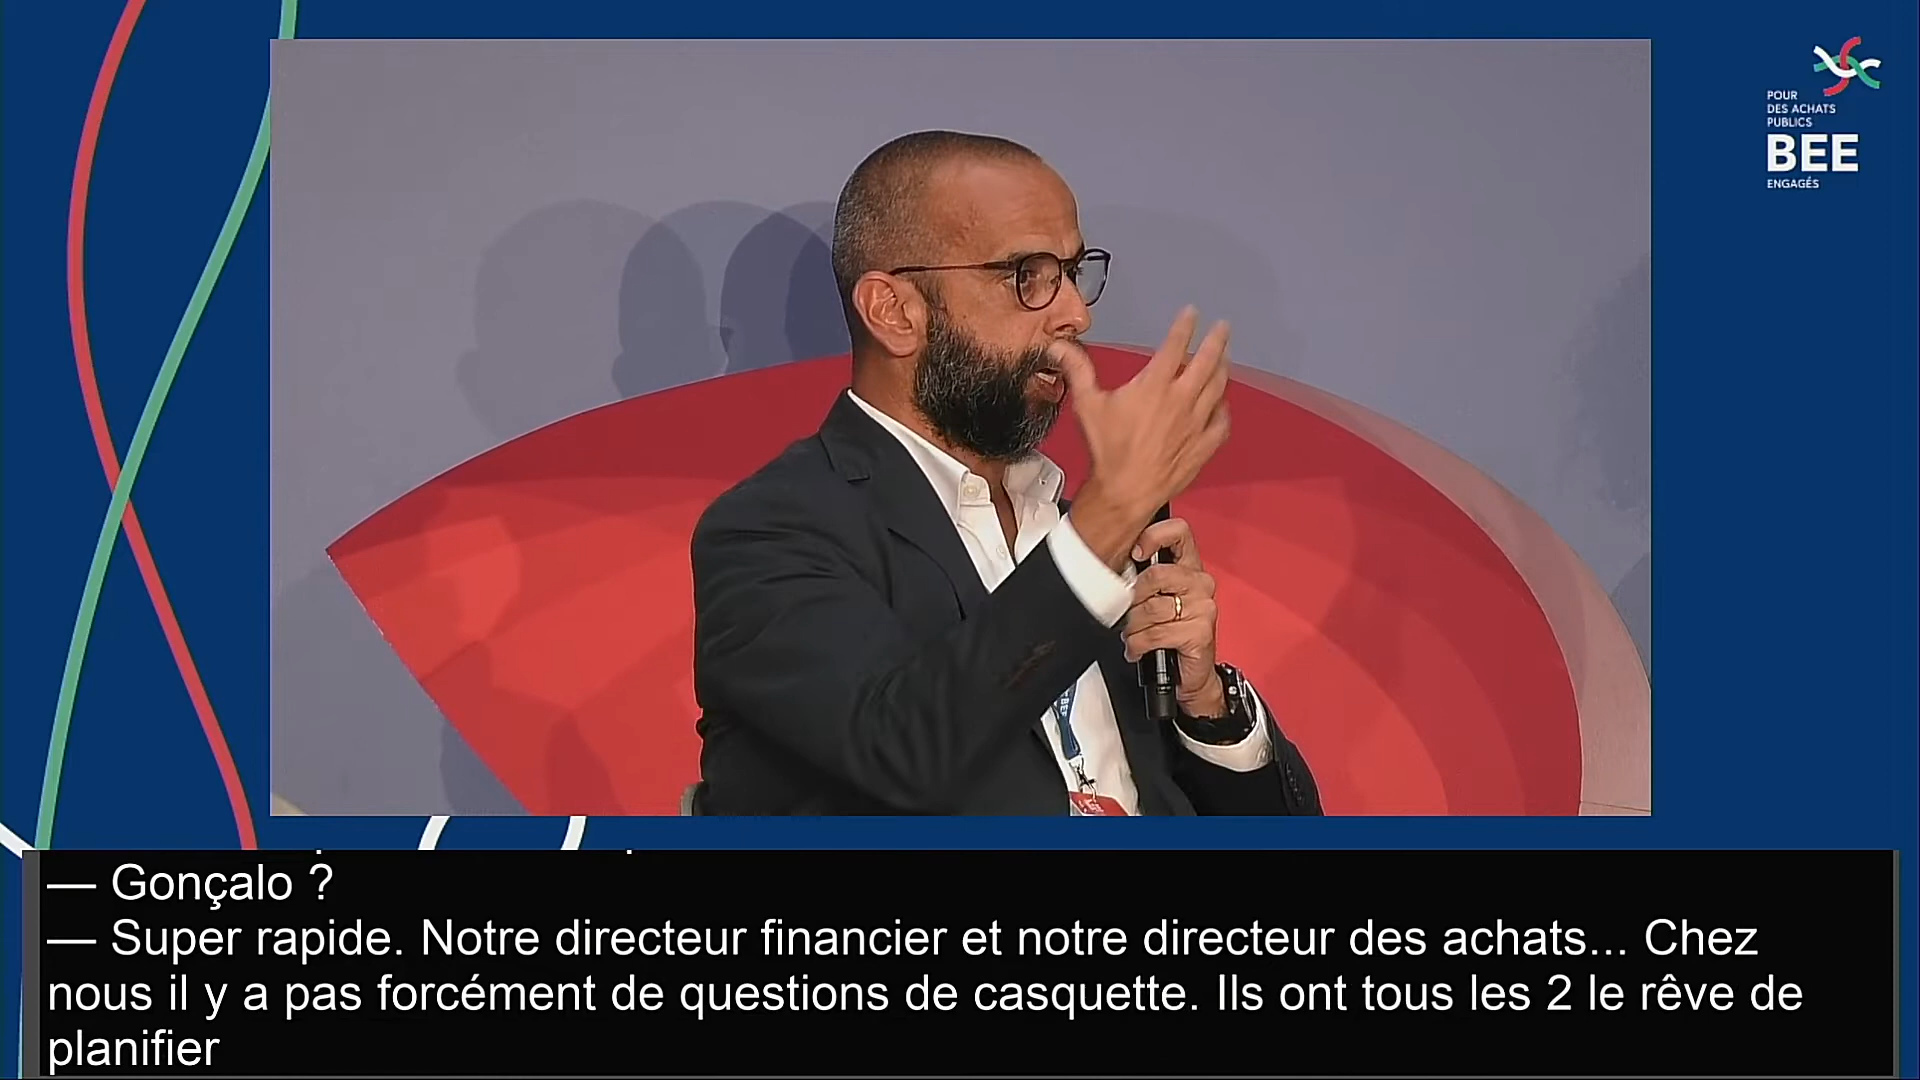 POUR
DES ACHATS
PUBLICS
BEE
ENGAGÉS
— Gonçalo ?
— Super rapide. Notre directeur financier et notre directeur des achats... Chez
nous il y a pas forcément de questions de casquette. Ils ont tous les 2 le rêve de
planifier